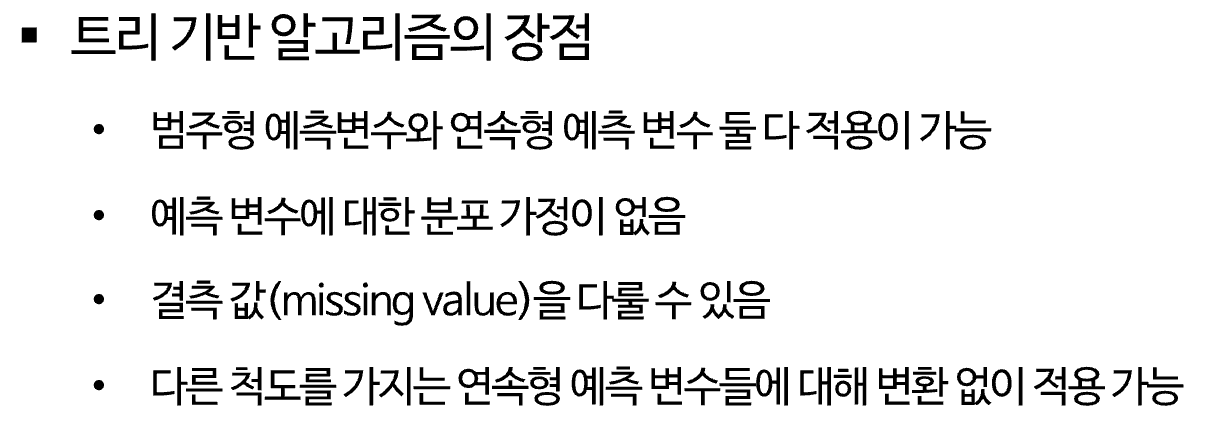 ▪ 트리 기반 알고리즘의 장점
• 범주형 예측변수와 연속형 예측 변수 둘 다 적용이 가능
• 예측 변수에 대한 분포 가정이 없음
• 결측 값(missing value)을 다룰 수 있음
• 다른 척도를 가지는 연속형 예측 변수들에 대해 변환 없이 적용 가능